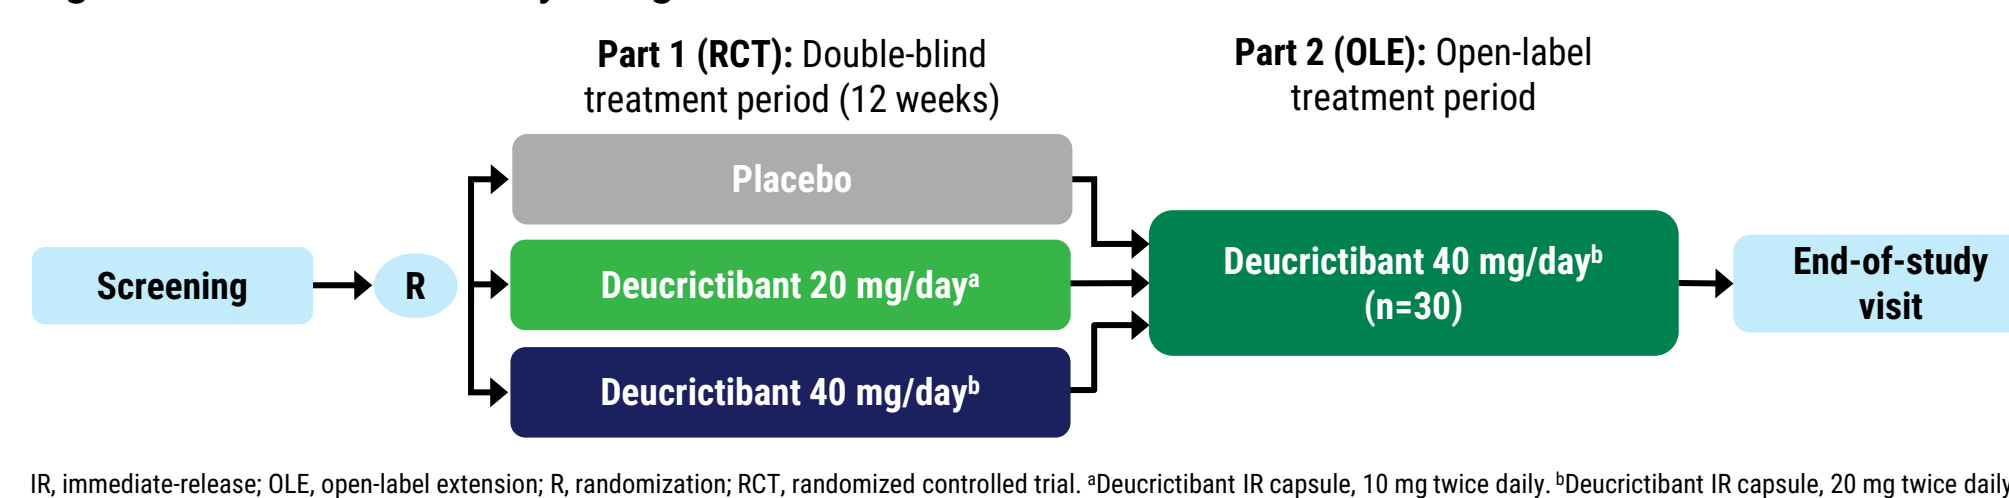 Part 1 (RCT): Double-blind
treatment period (12 weeks)
Part 2 (OLE): Open-label
treatment period
Screening
R
Placebo
Deucrictibant 20 mg/dayᵃ
Deucrictibant 40 mg/dayᵇ
Deucrictibant 40 mg/dayᵇ
(n=30)
End-of-study
visit
IR, immediate-release; OLE, open-label extension; R, randomization; RCT, randomized controlled trial. ᵃDeucrictibant IR capsule, 10 mg twice daily. ᵇDeucrictibant IR capsule, 20 mg twice daily